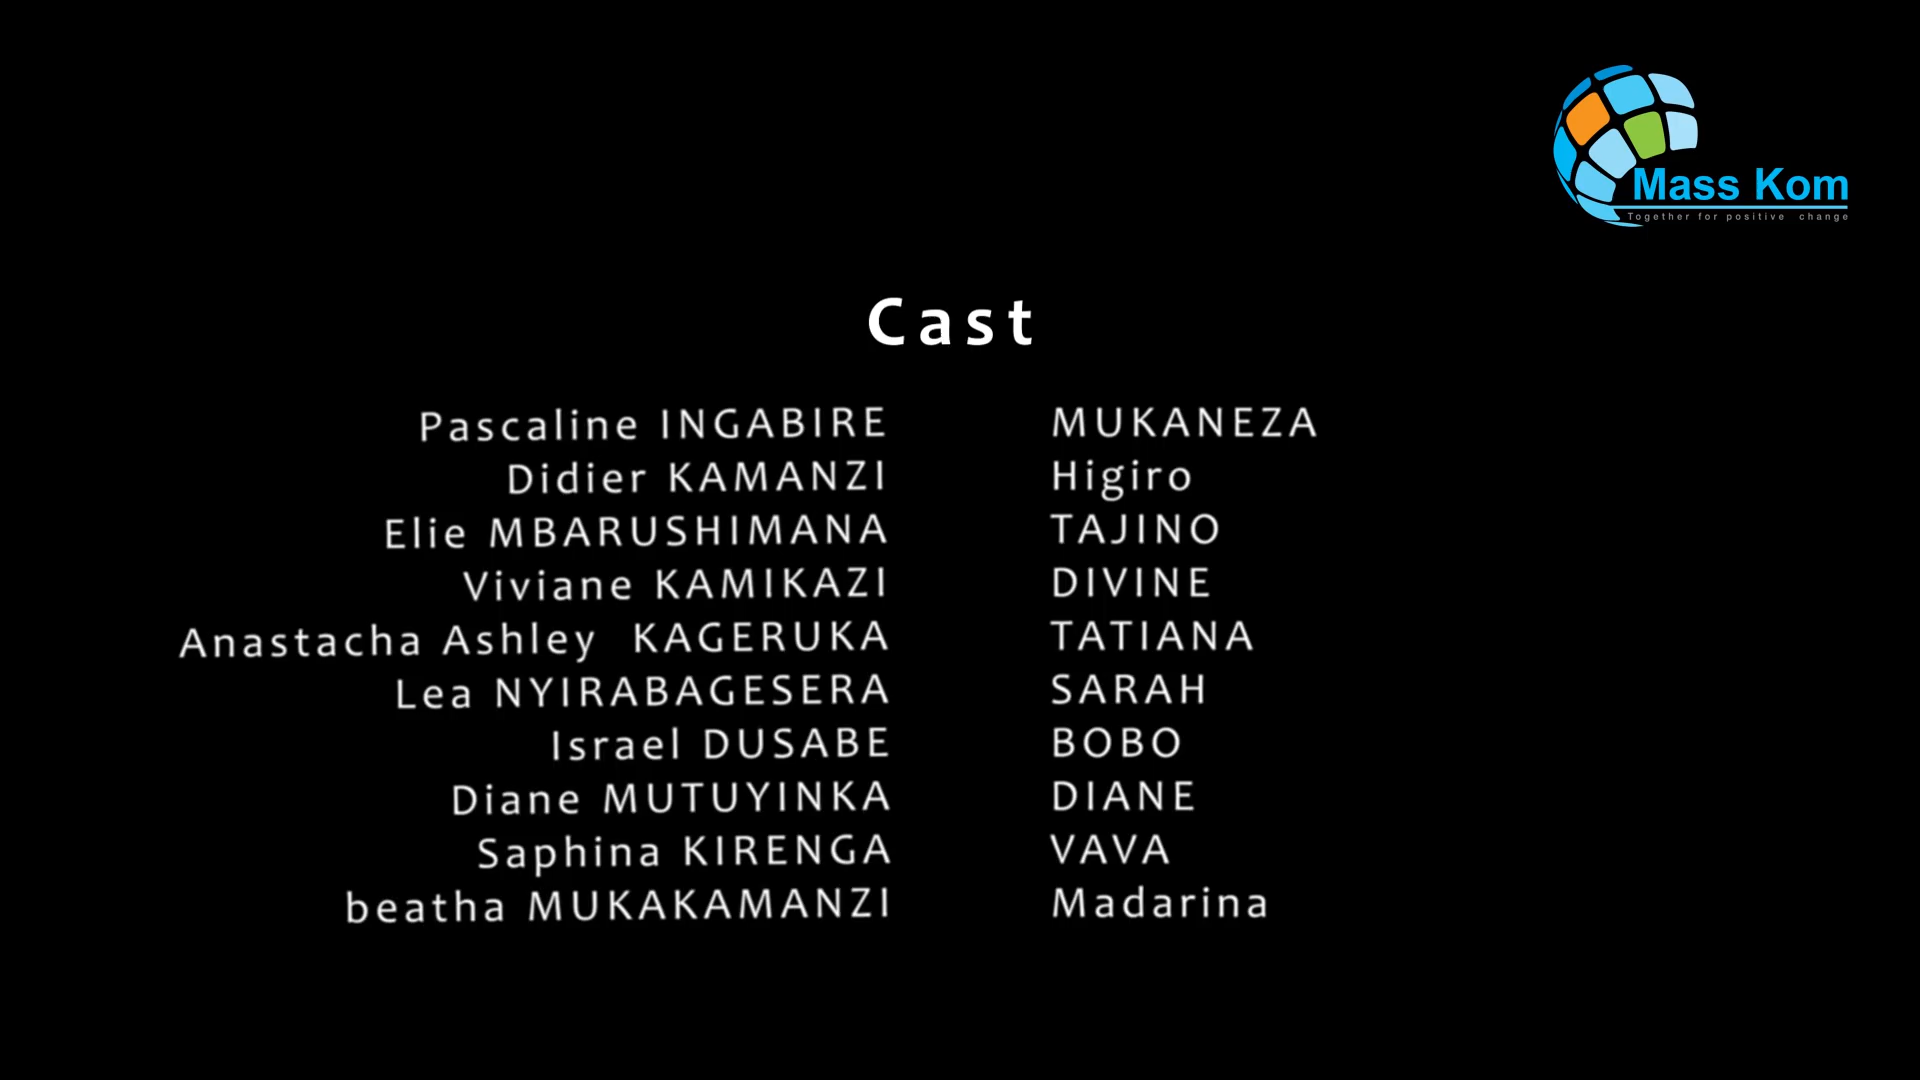 Mass Kom
Together for positive change
Cast
Pascaline INGABIRE MUKANEZA
Didier KAMANZI Higiro
Elie MBARUSHIMANA TAJINO
Viviane KAMIKAZI DIVINE
Anastacha Ashley KAGERUKA TATIANA
Lea NYIRABAGESERA SARAH
Israel DUSABE BOBO
Diane MUTUYINKA DIANE
Saphina KIRENGA VAVA
beatha MUKAKAMANZI Madarina